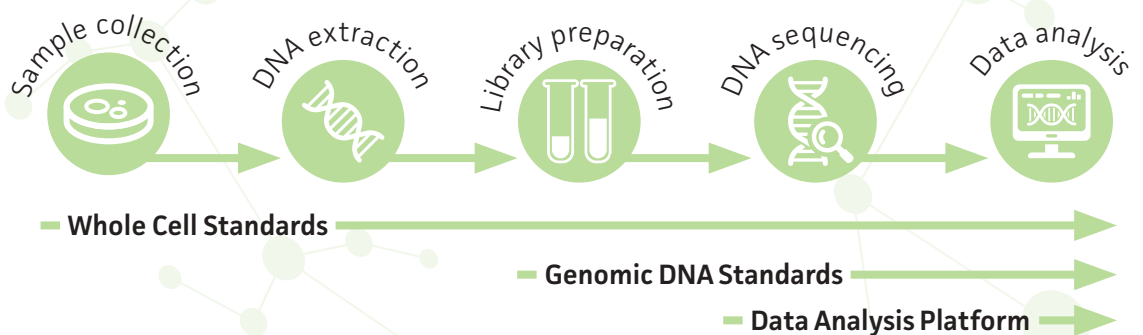 Sample collection
DNA extraction
Library preparation
DNA sequencing
Data analysis
Whole Cell Standards
Genomic DNA Standards
Data Analysis Platform